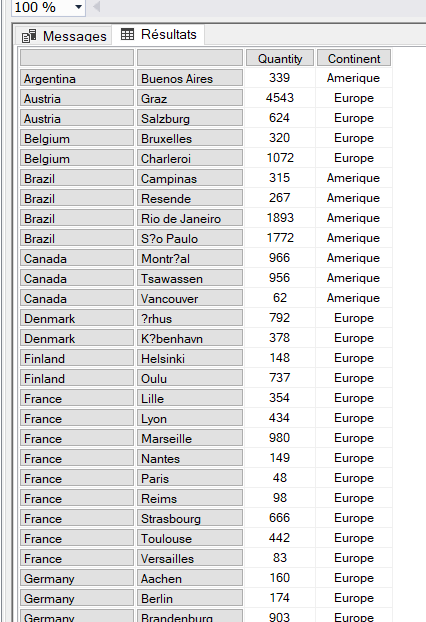 100 %
Messages Résultats
Quantity Continent
Argentina Buenos Aires 339 Amerique
Austria Graz 4543 Europe
Austria Salzburg 624 Europe
Belgium Bruxelles 320 Europe
Belgium Charleroi 1072 Europe
Brazil Campinas 315 Amerique
Brazil Resende 267 Amerique
Brazil Rio de Janeiro 1893 Amerique
Brazil S?o Paulo 1772 Amerique
Canada Montr?al 966 Amerique
Canada Tsawassen 956 Amerique
Canada Vancouver 62 Amerique
Denmark ?rhus 792 Europe
Denmark K?benhavn 378 Europe
Finland Helsinki 148 Europe
Finland Oulu 737 Europe
France Lille 354 Europe
France Lyon 434 Europe
France Marseille 980 Europe
France Nantes 149 Europe
France Paris 48 Europe
France Reims 98 Europe
France Strasbourg 666 Europe
France Toulouse 442 Europe
France Versailles 83 Europe
Germany Aachen 160 Europe
Germany Berlin 174 Europe
Germany Brandenburg 903 Europe